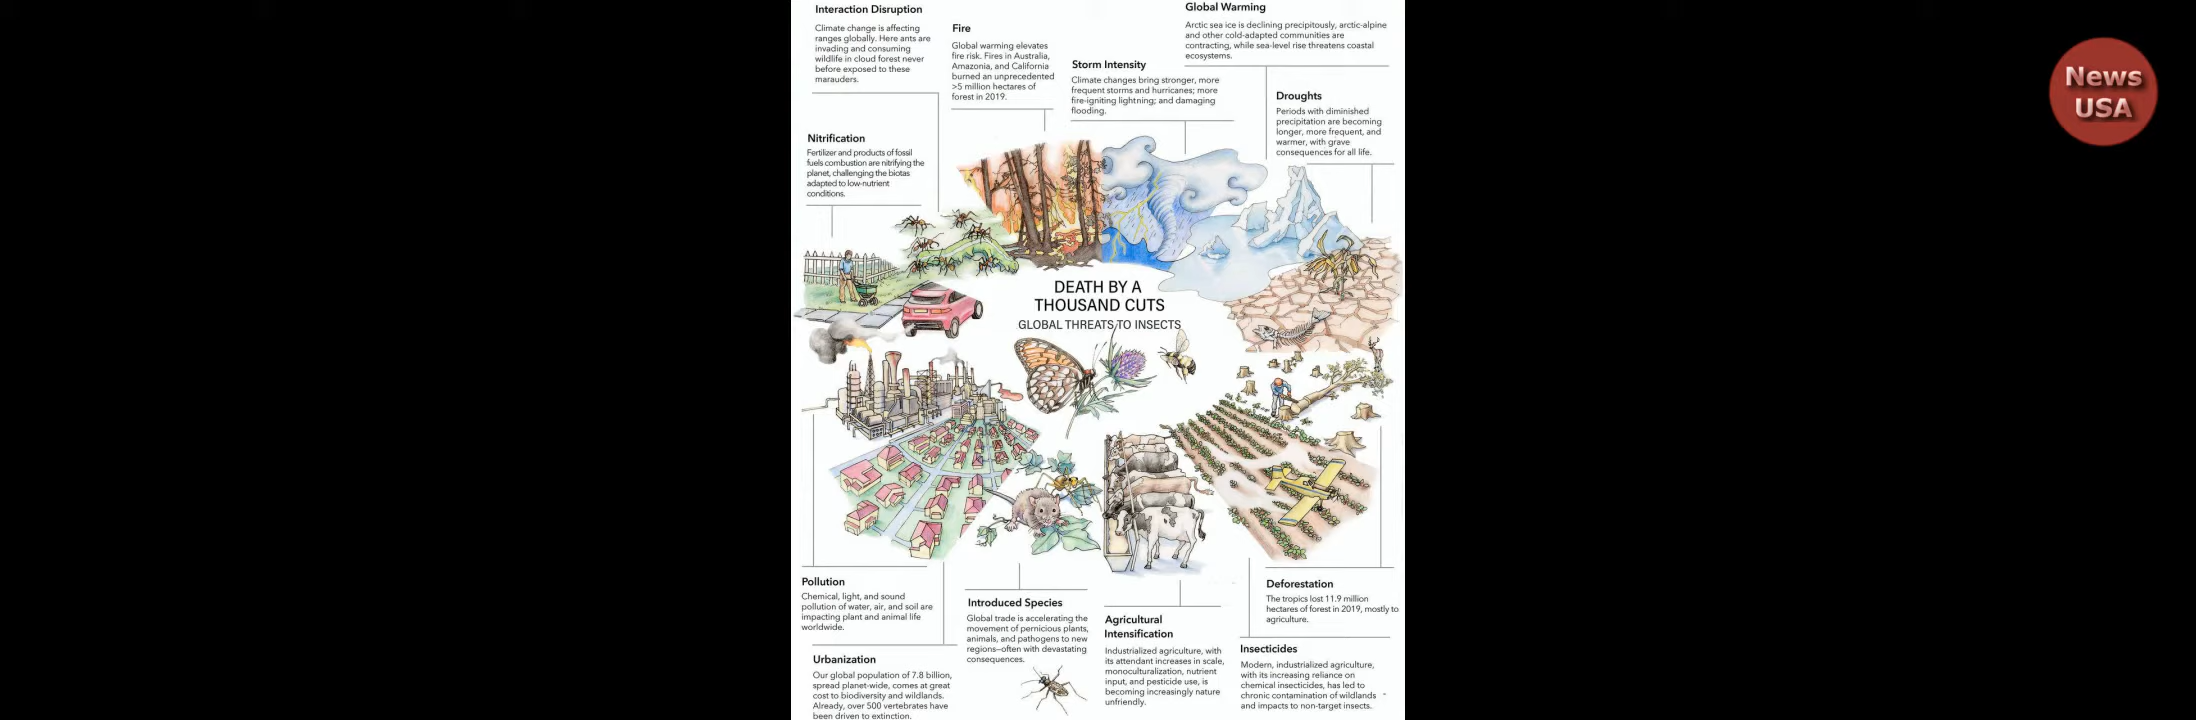 Interaction Disruption
Climate change is affecting
ranges globally. Here ants are
invading and consuming
wildlife in cloud forest never
before exposed to these
marauders.
Fire
Global warming elevates
fire risk. Fires in Australia,
Amazonia, and California
burned an unprecedented
>5 million hectares of
forest in 2019.
Storm Intensity
Climate changes bring stronger, more
frequent storms and hurricanes; more
fire-igniting lightning; and damaging
flooding.
Global Warming
Arctic sea ice is declining precipitously, arctic-alpine
and other cold-adapted communities are
contracting, while sea-level rise threatens coastal
ecosystems.
Droughts
Periods with diminished
precipitation are becoming
longer, more frequent, and
warmer, with grave
consequences for all life.
News
USA
Nitrification
Fertilizer and products of fossil
fuels combustion are nitrifying the
planet, challenging the biotas
adapted to low-nutrient
conditions.
DEATH BY A
THOUSAND CUTS
GLOBAL THREATS TO INSECTS
Pollution
Chemical, light, and sound
pollution of water, air, and soil are
impacting plant and animal life
worldwide.
Urbanization
Our global population of 7.8 billion,
spread planet-wide, comes at great
cost to biodiversity and wildlands.
Already, over 500 vertebrates have
been driven to extinction.
Introduced Species
Global trade is accelerating the
movement of pernicious plants,
animals, and pathogens to new
regions—often with devastating
consequences.
Agricultural
Intensification
Industrialized agriculture, with
its attendant increases in scale,
monoculturalization, nutrient
input, and pesticide use, is
becoming increasingly nature
unfriendly.
Deforestation
The tropics lost 11.9 million
hectares of forest in 2019, mostly to
agriculture.
Insecticides
Modern, industrialized agriculture,
with its increasing reliance on
chemical insecticides, has led to
chronic contamination of wildlands
and impacts to non-target insects.